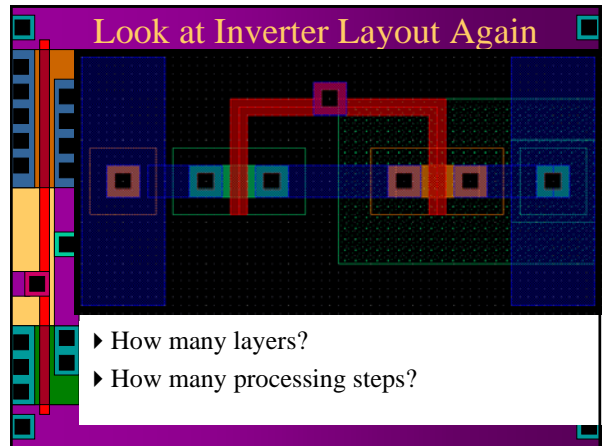 Look at Inverter Layout Again
How many layers?
How many processing steps?